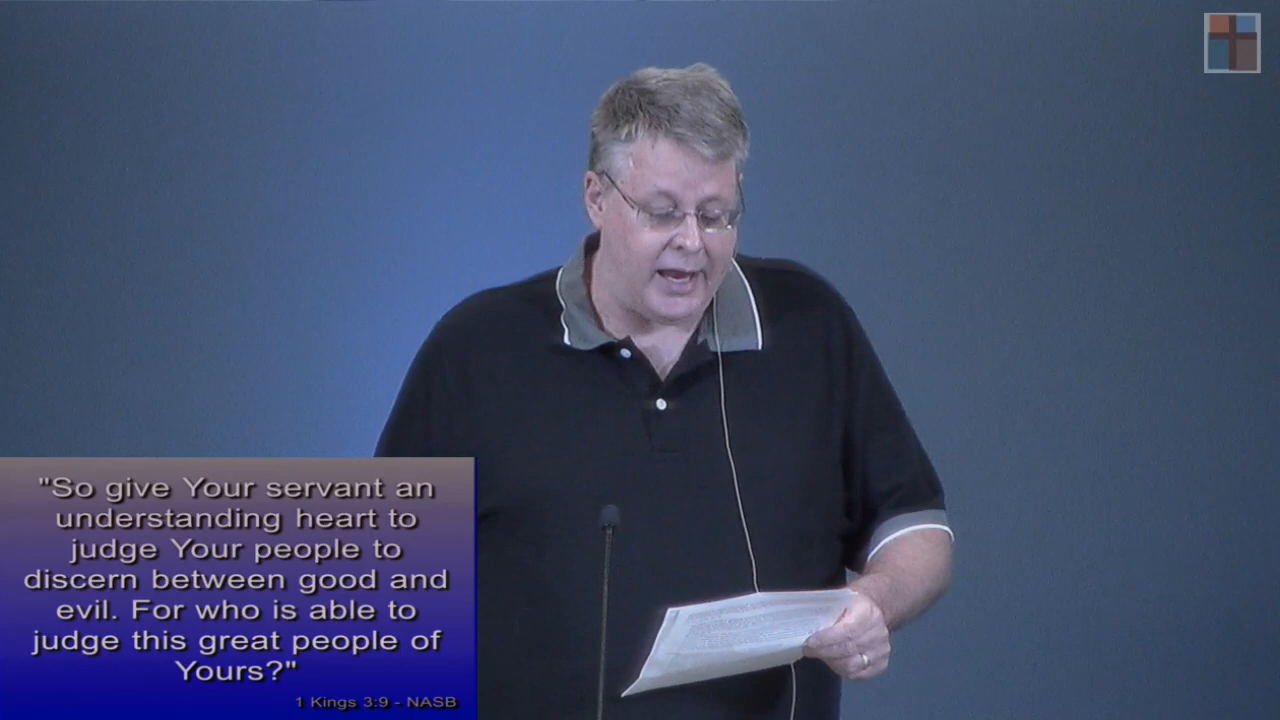 "So give Your servant an
understanding heart to
judge Your people to
discern between good and
evil. For who is able to
judge this great people of
Yours?"
1 Kings 3:9 - NASB